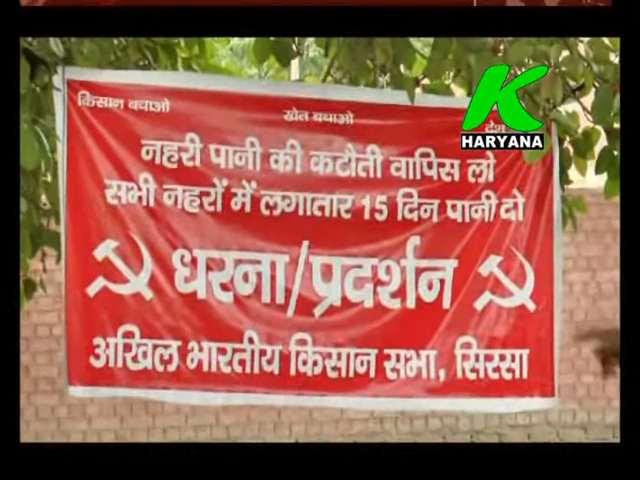 किसान बचाओ
खेत बचाओ
देश
K
HARYANA
नहरी पानी की कटौती वापिस लो
सभी नहरों में लगातार 15 दिन पानी दो
धरना/प्रदर्शन
अखिल भारतीय किसान सभा, सिरसा